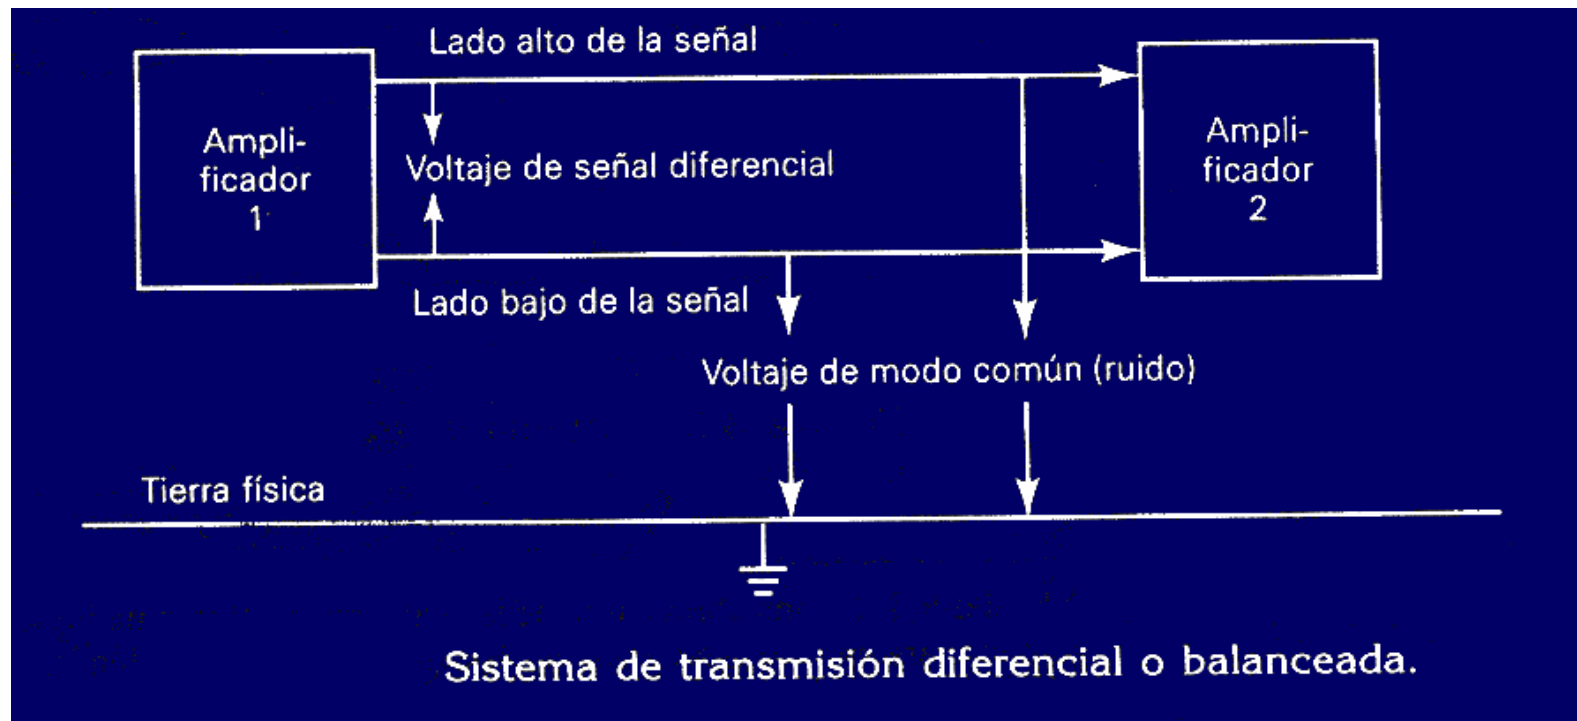 Lado alto de la señal
Ampli-
ficador
1
Voltaje de señal diferencial
Ampli-
ficador
2
Lado bajo de la señal
Voltaje de modo común (ruido)
Tierra física
Sistema de transmisión diferencial o balanceada.